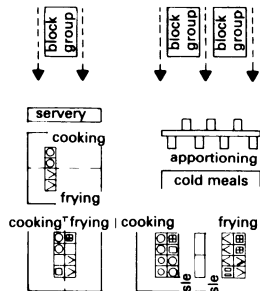 block group
block group
block group
servery
cooking
frying
apportioning
cold meals
cooking frying
cooking
frying